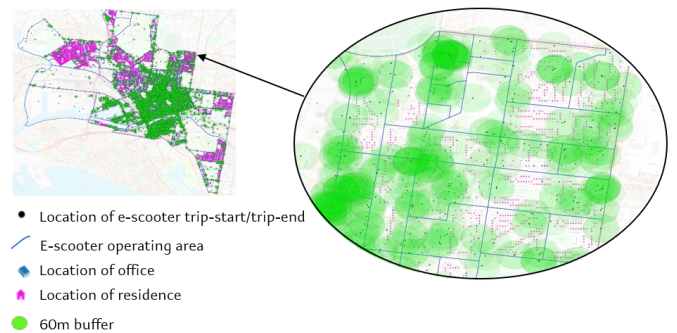 Location of e-scooter trip-start/trip-end
E-scooter operating area
Location of office
Location of residence
60m buffer